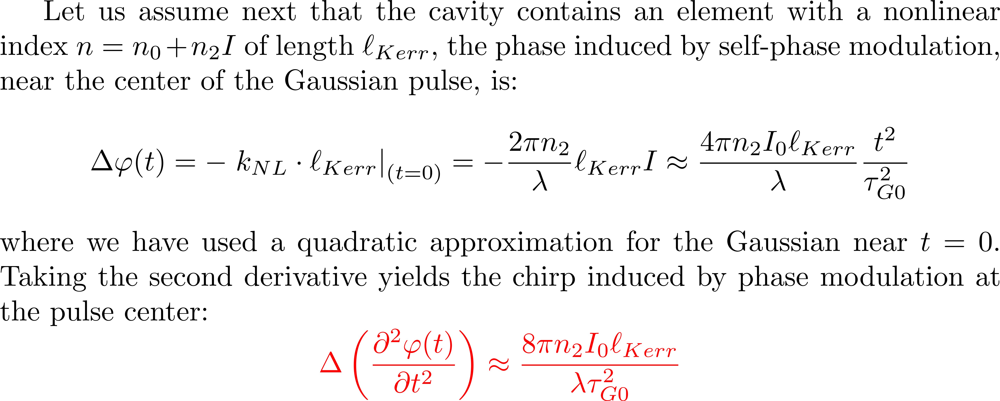 Let us assume next that the cavity contains an element with a nonlinear
index $n = n_0 + n_2 I$ of length $\ell_{Kerr}$, the phase induced by self-phase modulation,
near the center of the Gaussian pulse, is:
$\Delta\varphi(t) = -\left. k_{NL} \cdot \ell_{Kerr}\right|_{(t=0)} = -\frac{2\pi n_2}{\lambda}\ell_{Kerr} I \approx \frac{4\pi n_2 I_0 \ell_{Kerr}}{\lambda}\frac{t^2}{\tau_{G0}^2}$
where we have used a quadratic approximation for the Gaussian near $t = 0$.
Taking the second derivative yields the chirp induced by phase modulation at
the pulse center:
$\Delta\left(\frac{\partial^2\varphi(t)}{\partial t^2}\right) \approx \frac{8\pi n_2 I_0 \ell_{Kerr}}{\lambda\tau_{G0}^2}$